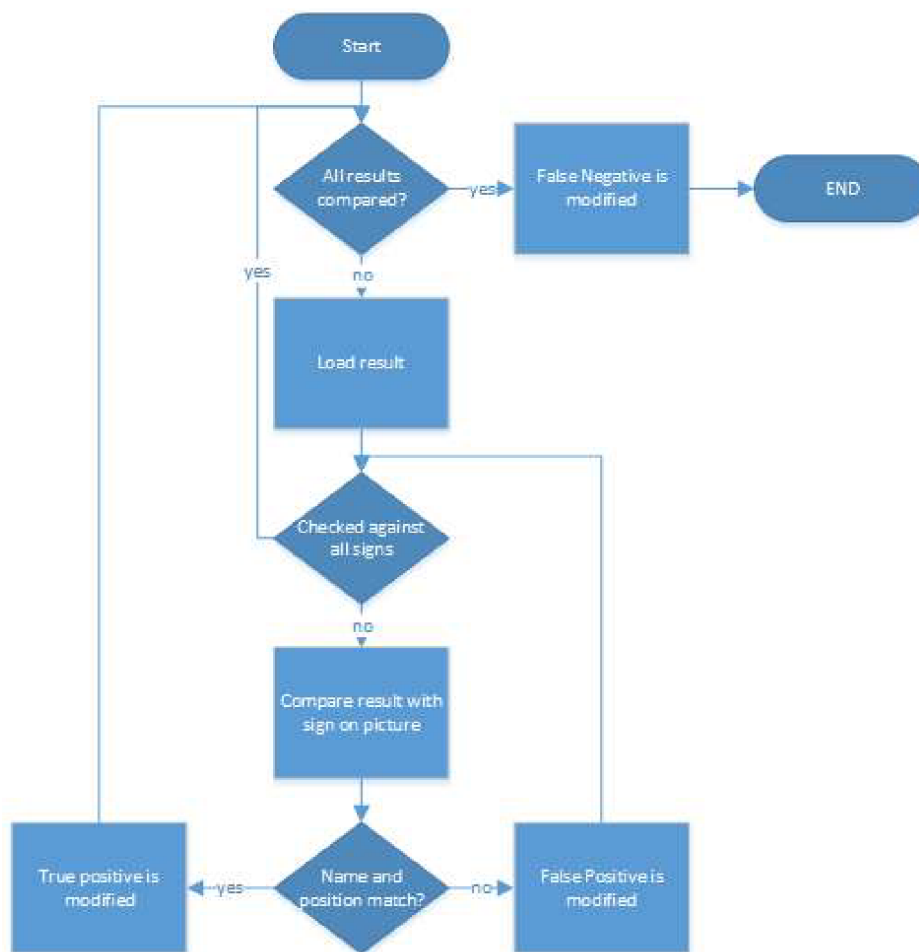 Start
All results
compared?
yes
False Negative is
modified
END
yes
no
Load result
Checked against
all signs
no
Compare result with
sign on picture
True positive is
modified
yes
Name and
position match?
no
False Positive is
modified